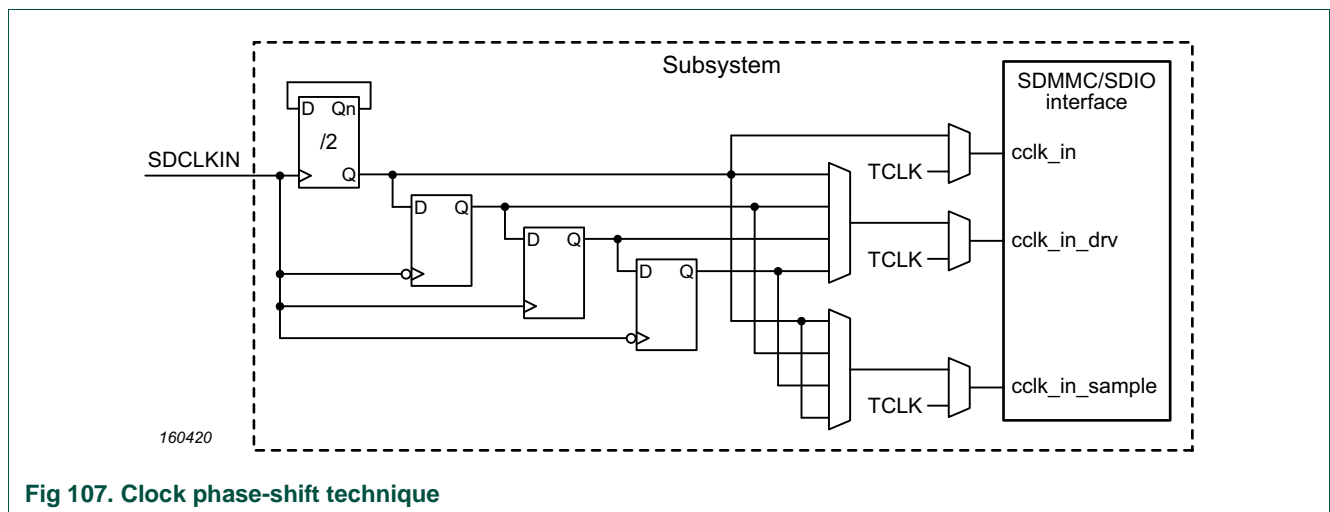 Subsystem
SDMMC/SDIO
interface
D Qn
/2
Q
SDCLKIN
cclk_in
TCLK
D Q
cclk_in_drv
D Q
TCLK
D Q
cclk_in_sample
TCLK
160420
Fig 107. Clock phase-shift technique